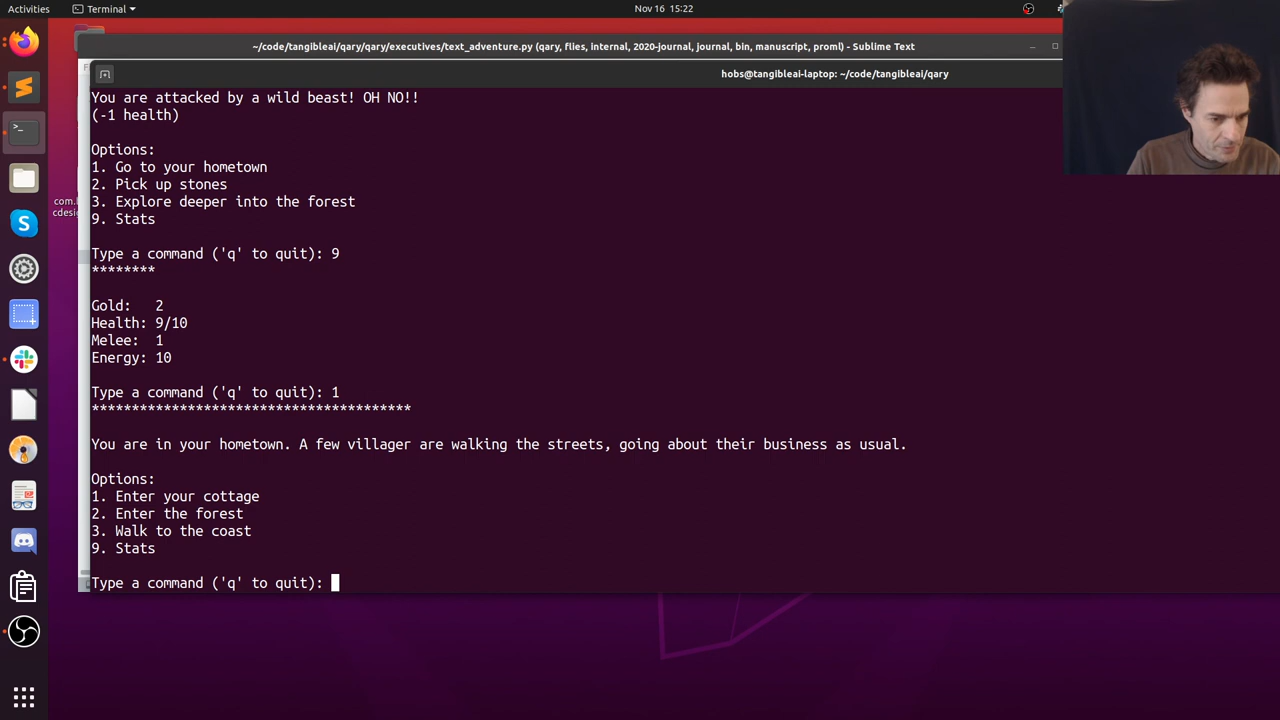 Activities
Terminal
Nov 16 15:22
~/code/tangibleai/qary/qary/executives/text_adventure.py (qary, flies, internal, 2020-journal, journal, bin, manuscript, proml) - Sublime Text
hobs@tangibleai-laptop: ~/code/tangibleai/qary
You are attacked by a wild beast! OH NO!!
(-1 health)
Options:
1. Go to your hometown
2. Pick up stones
3. Explore deeper into the forest
9. Stats
Type a command ('q' to quit): 9
********
Gold:   2
Health: 9/10
Melee:  1
Energy: 10
Type a command ('q' to quit): 1
****************************************
You are in your hometown. A few villager are walking the streets, going about their business as usual.
Options:
1. Enter your cottage
2. Enter the forest
3. Walk to the coast
9. Stats
Type a command ('q' to quit):